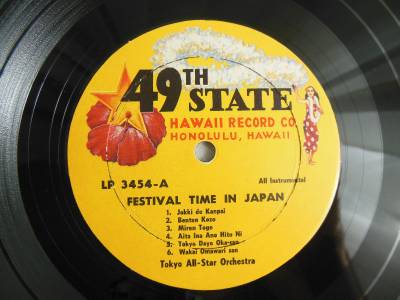 49TH
STATE
HAWAII RECORD CO.
HONOLULU, HAWAII
LP 3454-A
All Instrumental
FESTIVAL TIME IN JAPAN
1. Jokki de Kanpai
2. Benten Kozo
3. Miren Togo
4. Aite Ina Ano Hito Ni
5. Tokyo Dayo Oka-san
6. Wakai Omawari san
Tokyo All-Star Orchestra